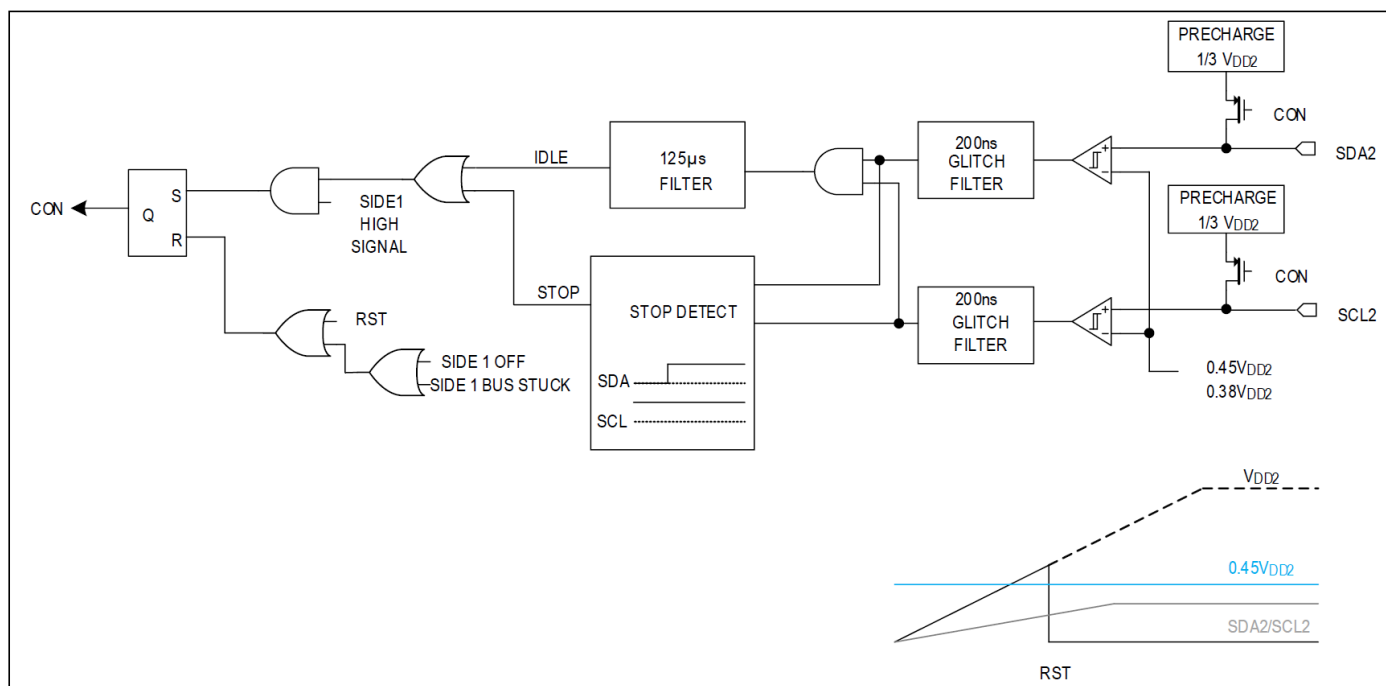 PRECHARGE
1/3 VDD2
CON
SDA2
200ns
GLITCH
FILTER
+
-
125µs
FILTER
IDLE
S
Q
R
CON
SIDE1
HIGH
SIGNAL
PRECHARGE
1/3 VDD2
CON
SCL2
200ns
GLITCH
FILTER
+
-
STOP
STOP DETECT
SDA
SCL
RST
SIDE 1 OFF
SIDE 1 BUS STUCK
0.45VDD2
0.38VDD2
VDD2
0.45VDD2
SDA2/SCL2
RST